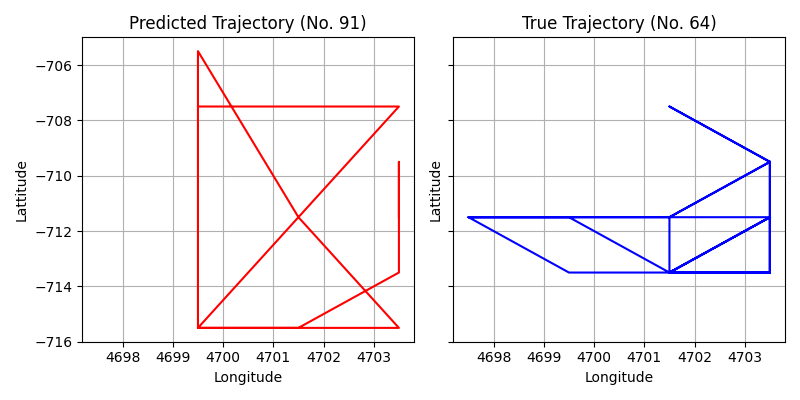 Predicted Trajectory (No. 91)
True Trajectory (No. 64)
−706
−708
−710
−712
−714
−716
Lattitude
Lattitude
4698 4699 4700 4701 4702 4703
4698 4699 4700 4701 4702 4703
Longitude
Longitude